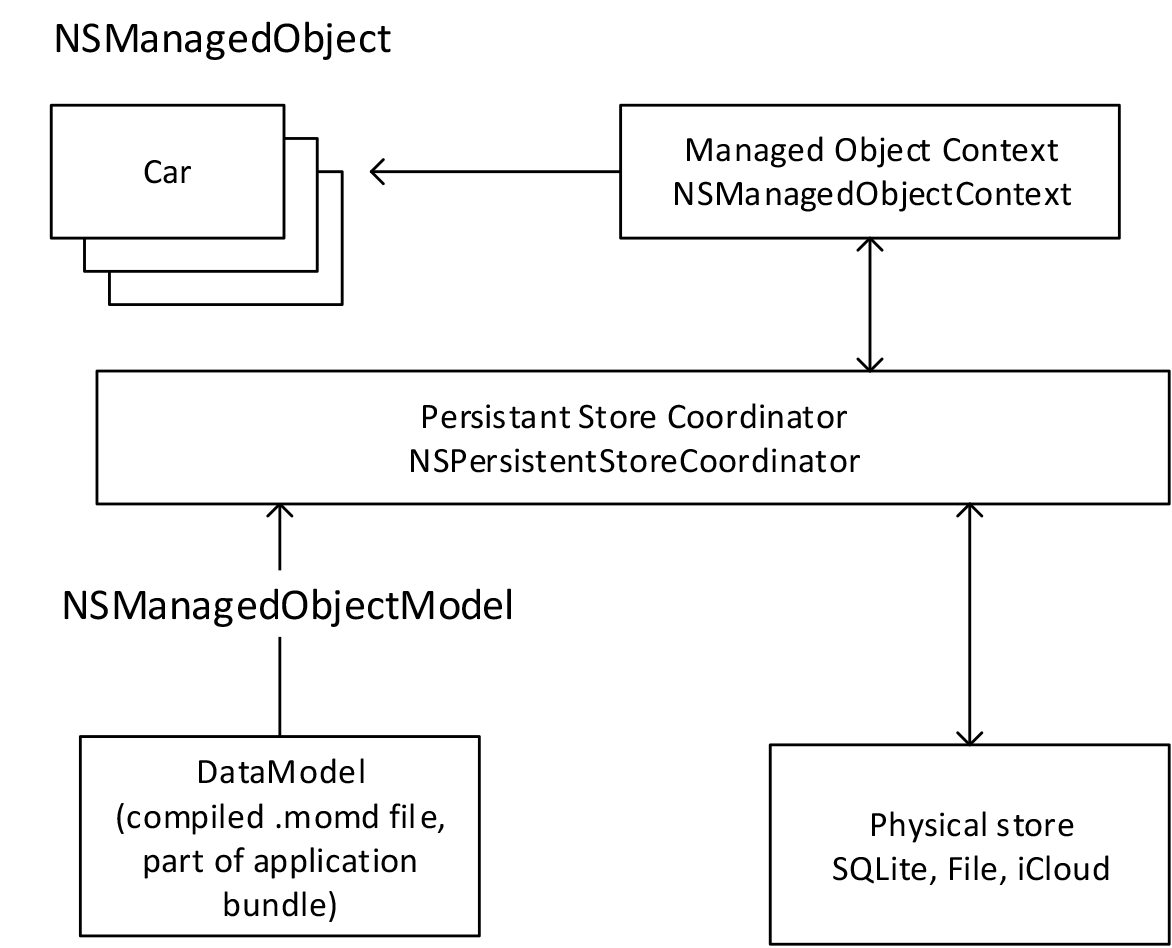 NSManagedObject
Car
Managed Object Context
NSManagedObjectContext
Persistant Store Coordinator
NSPersistentStoreCoordinator
NSManagedObjectModel
DataModel
(compiled .momd file,
part of application
bundle)
Physical store
SQLite, File, iCloud